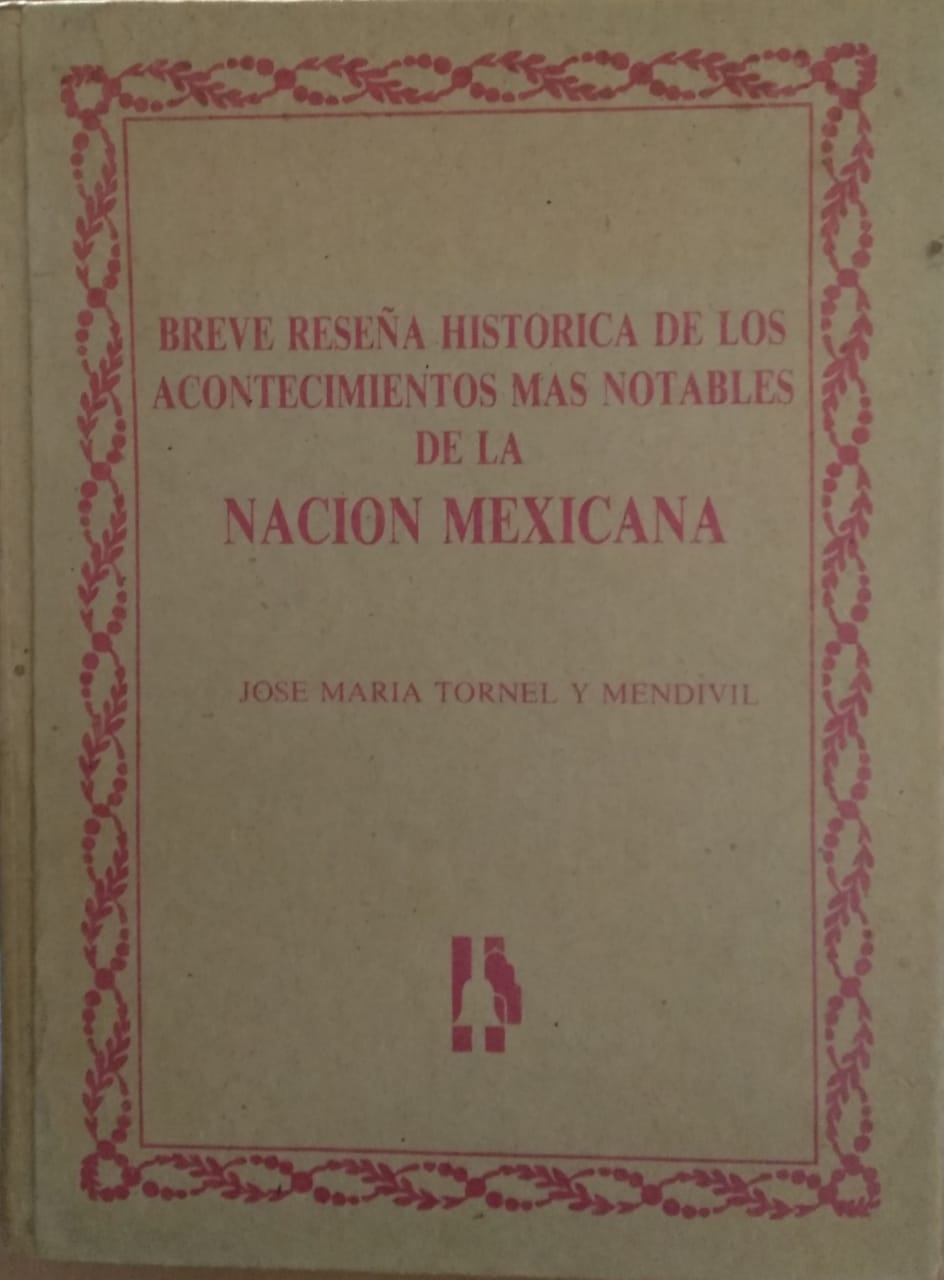 BREVE RESEÑA HISTORICA DE LOS
ACONTECIMIENTOS MAS NOTABLES
DE LA
NACION MEXICANA
JOSE MARIA TORNEL Y MENDIVIL